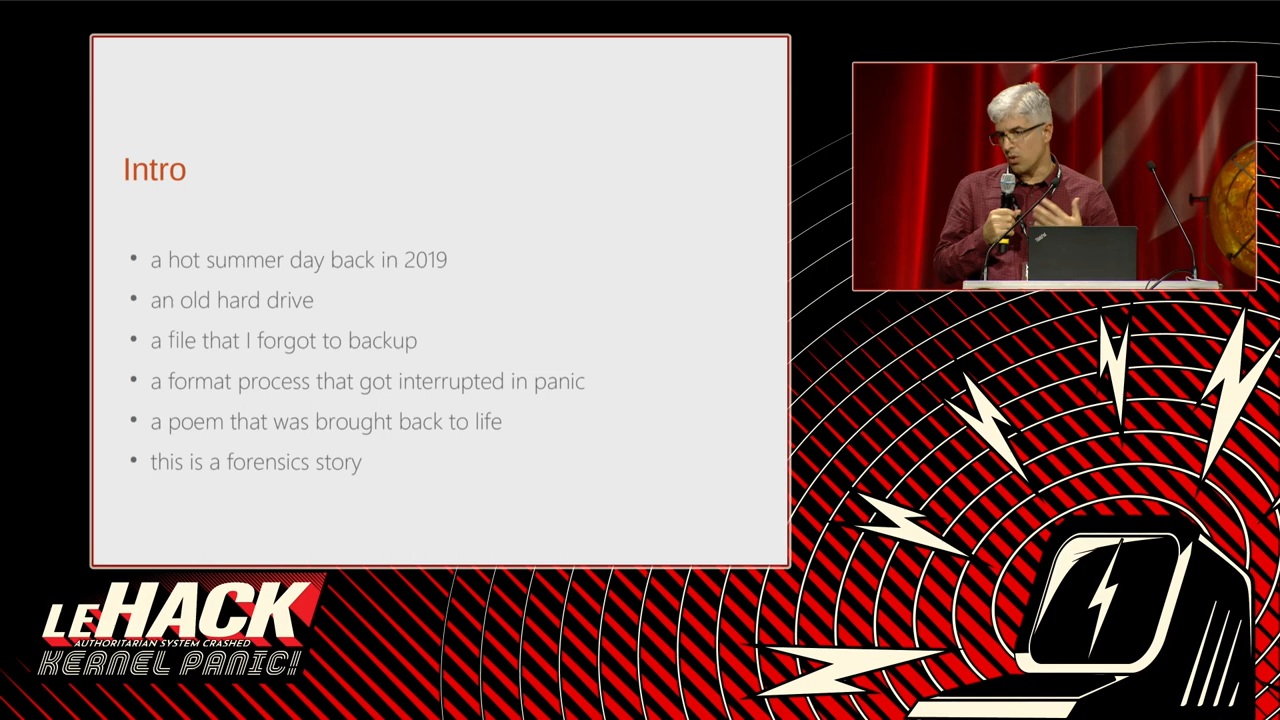 Intro
• a hot summer day back in 2019
• an old hard drive
• a file that I forgot to backup
• a format process that got interrupted in panic
• a poem that was brought back to life
• this is a forensics story
LEHACK
AUTHORITARIAN SYSTEM CRASHED
KERNEL PANIC!